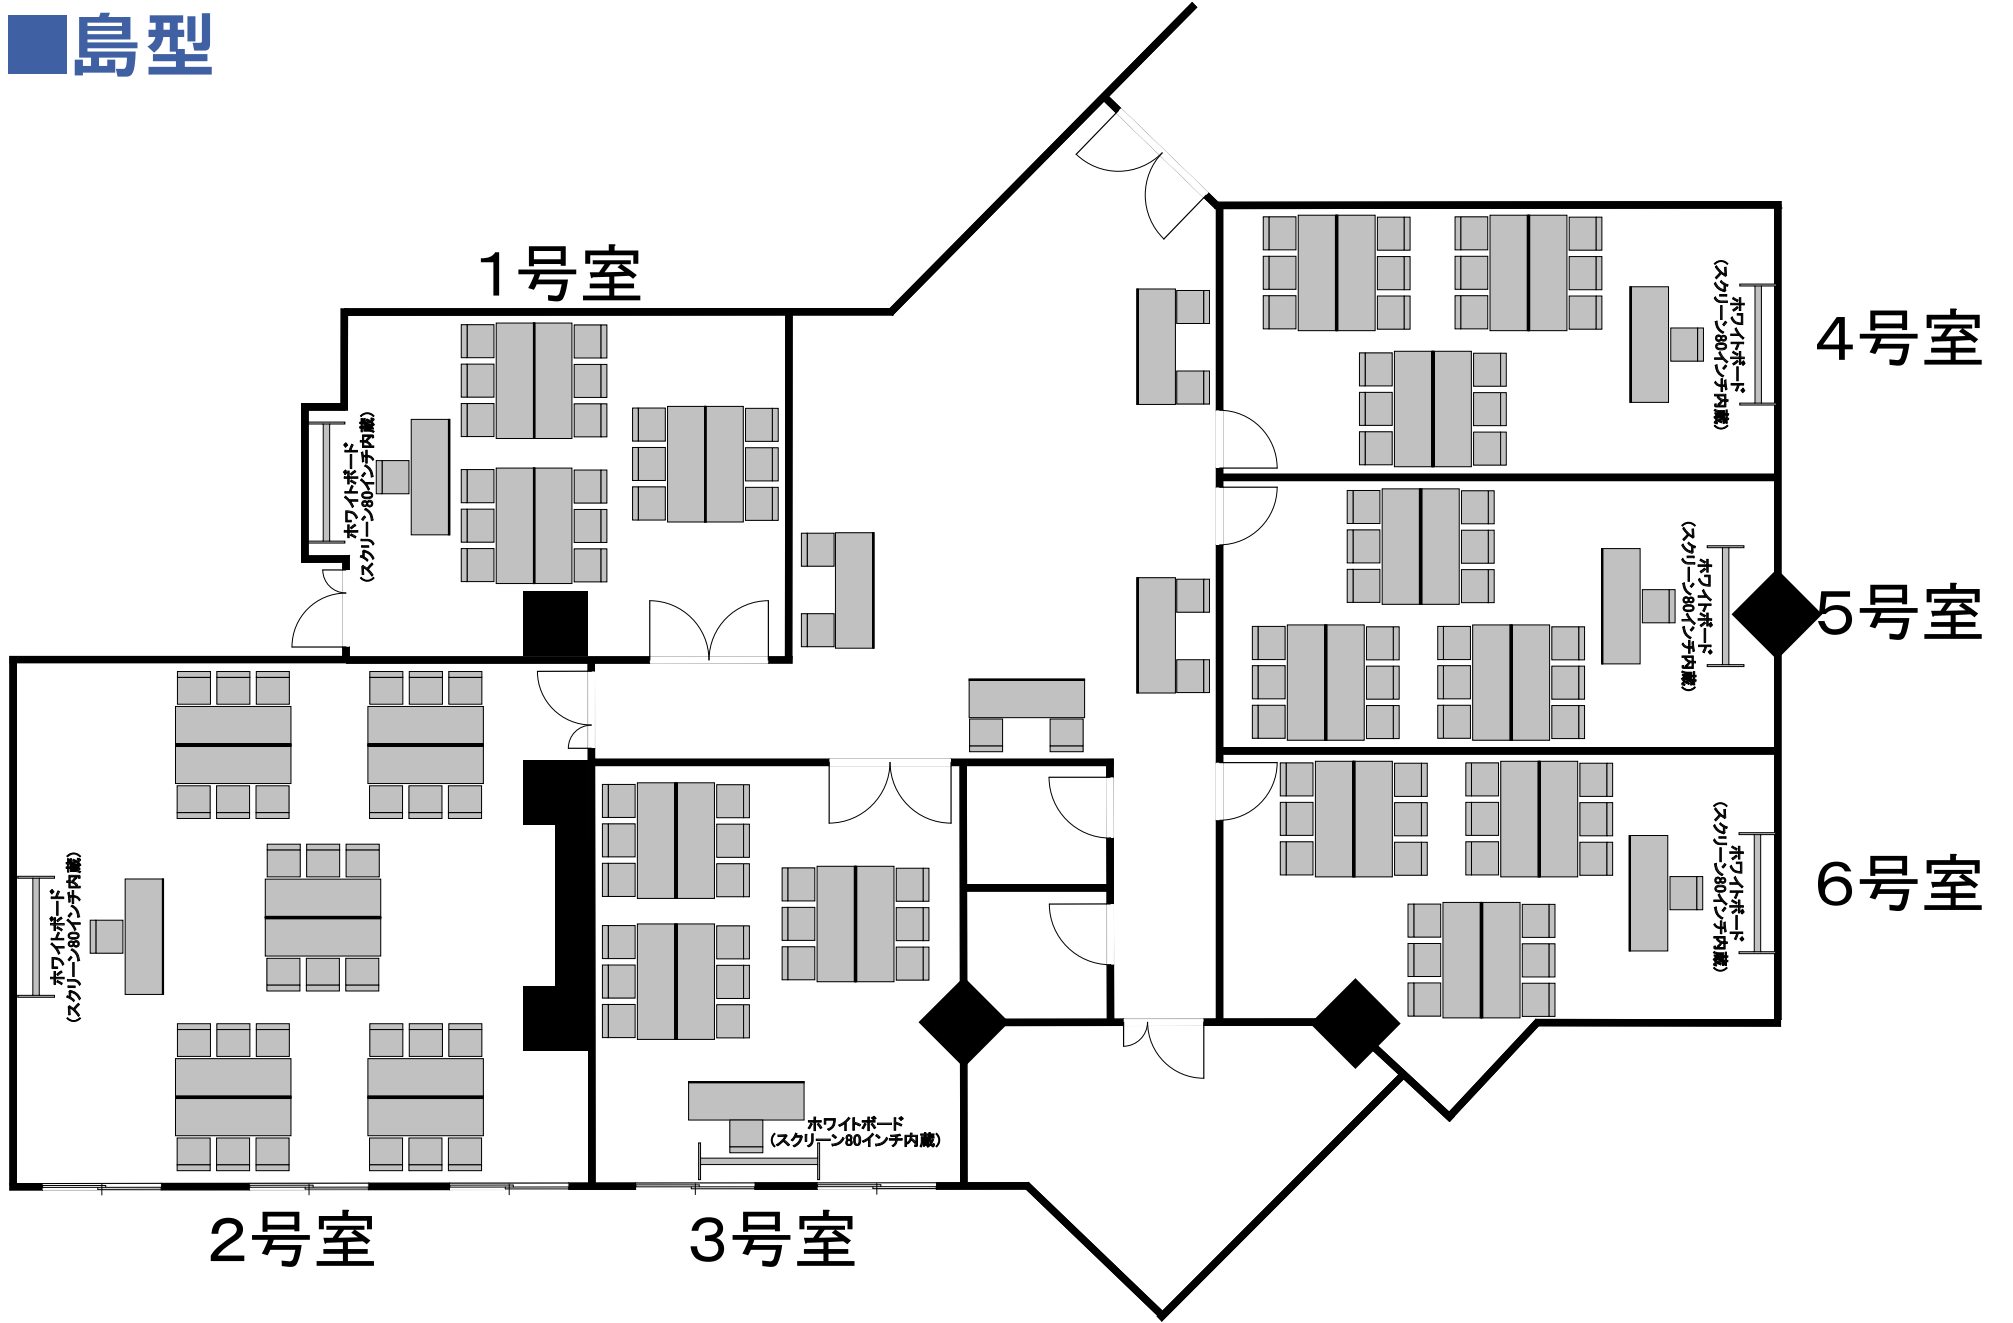 ■島型
1号室
ホワイトボード
（スクリーン80インチ内蔵）
4号室
ホワイトボード
（スクリーン80インチ内蔵）
5号室
ホワイトボード
（スクリーン80インチ内蔵）
6号室
ホワイトボード
（スクリーン80インチ内蔵）
ホワイトボード
（スクリーン80インチ内蔵）
2号室
ホワイトボード
（スクリーン80インチ内蔵）
3号室